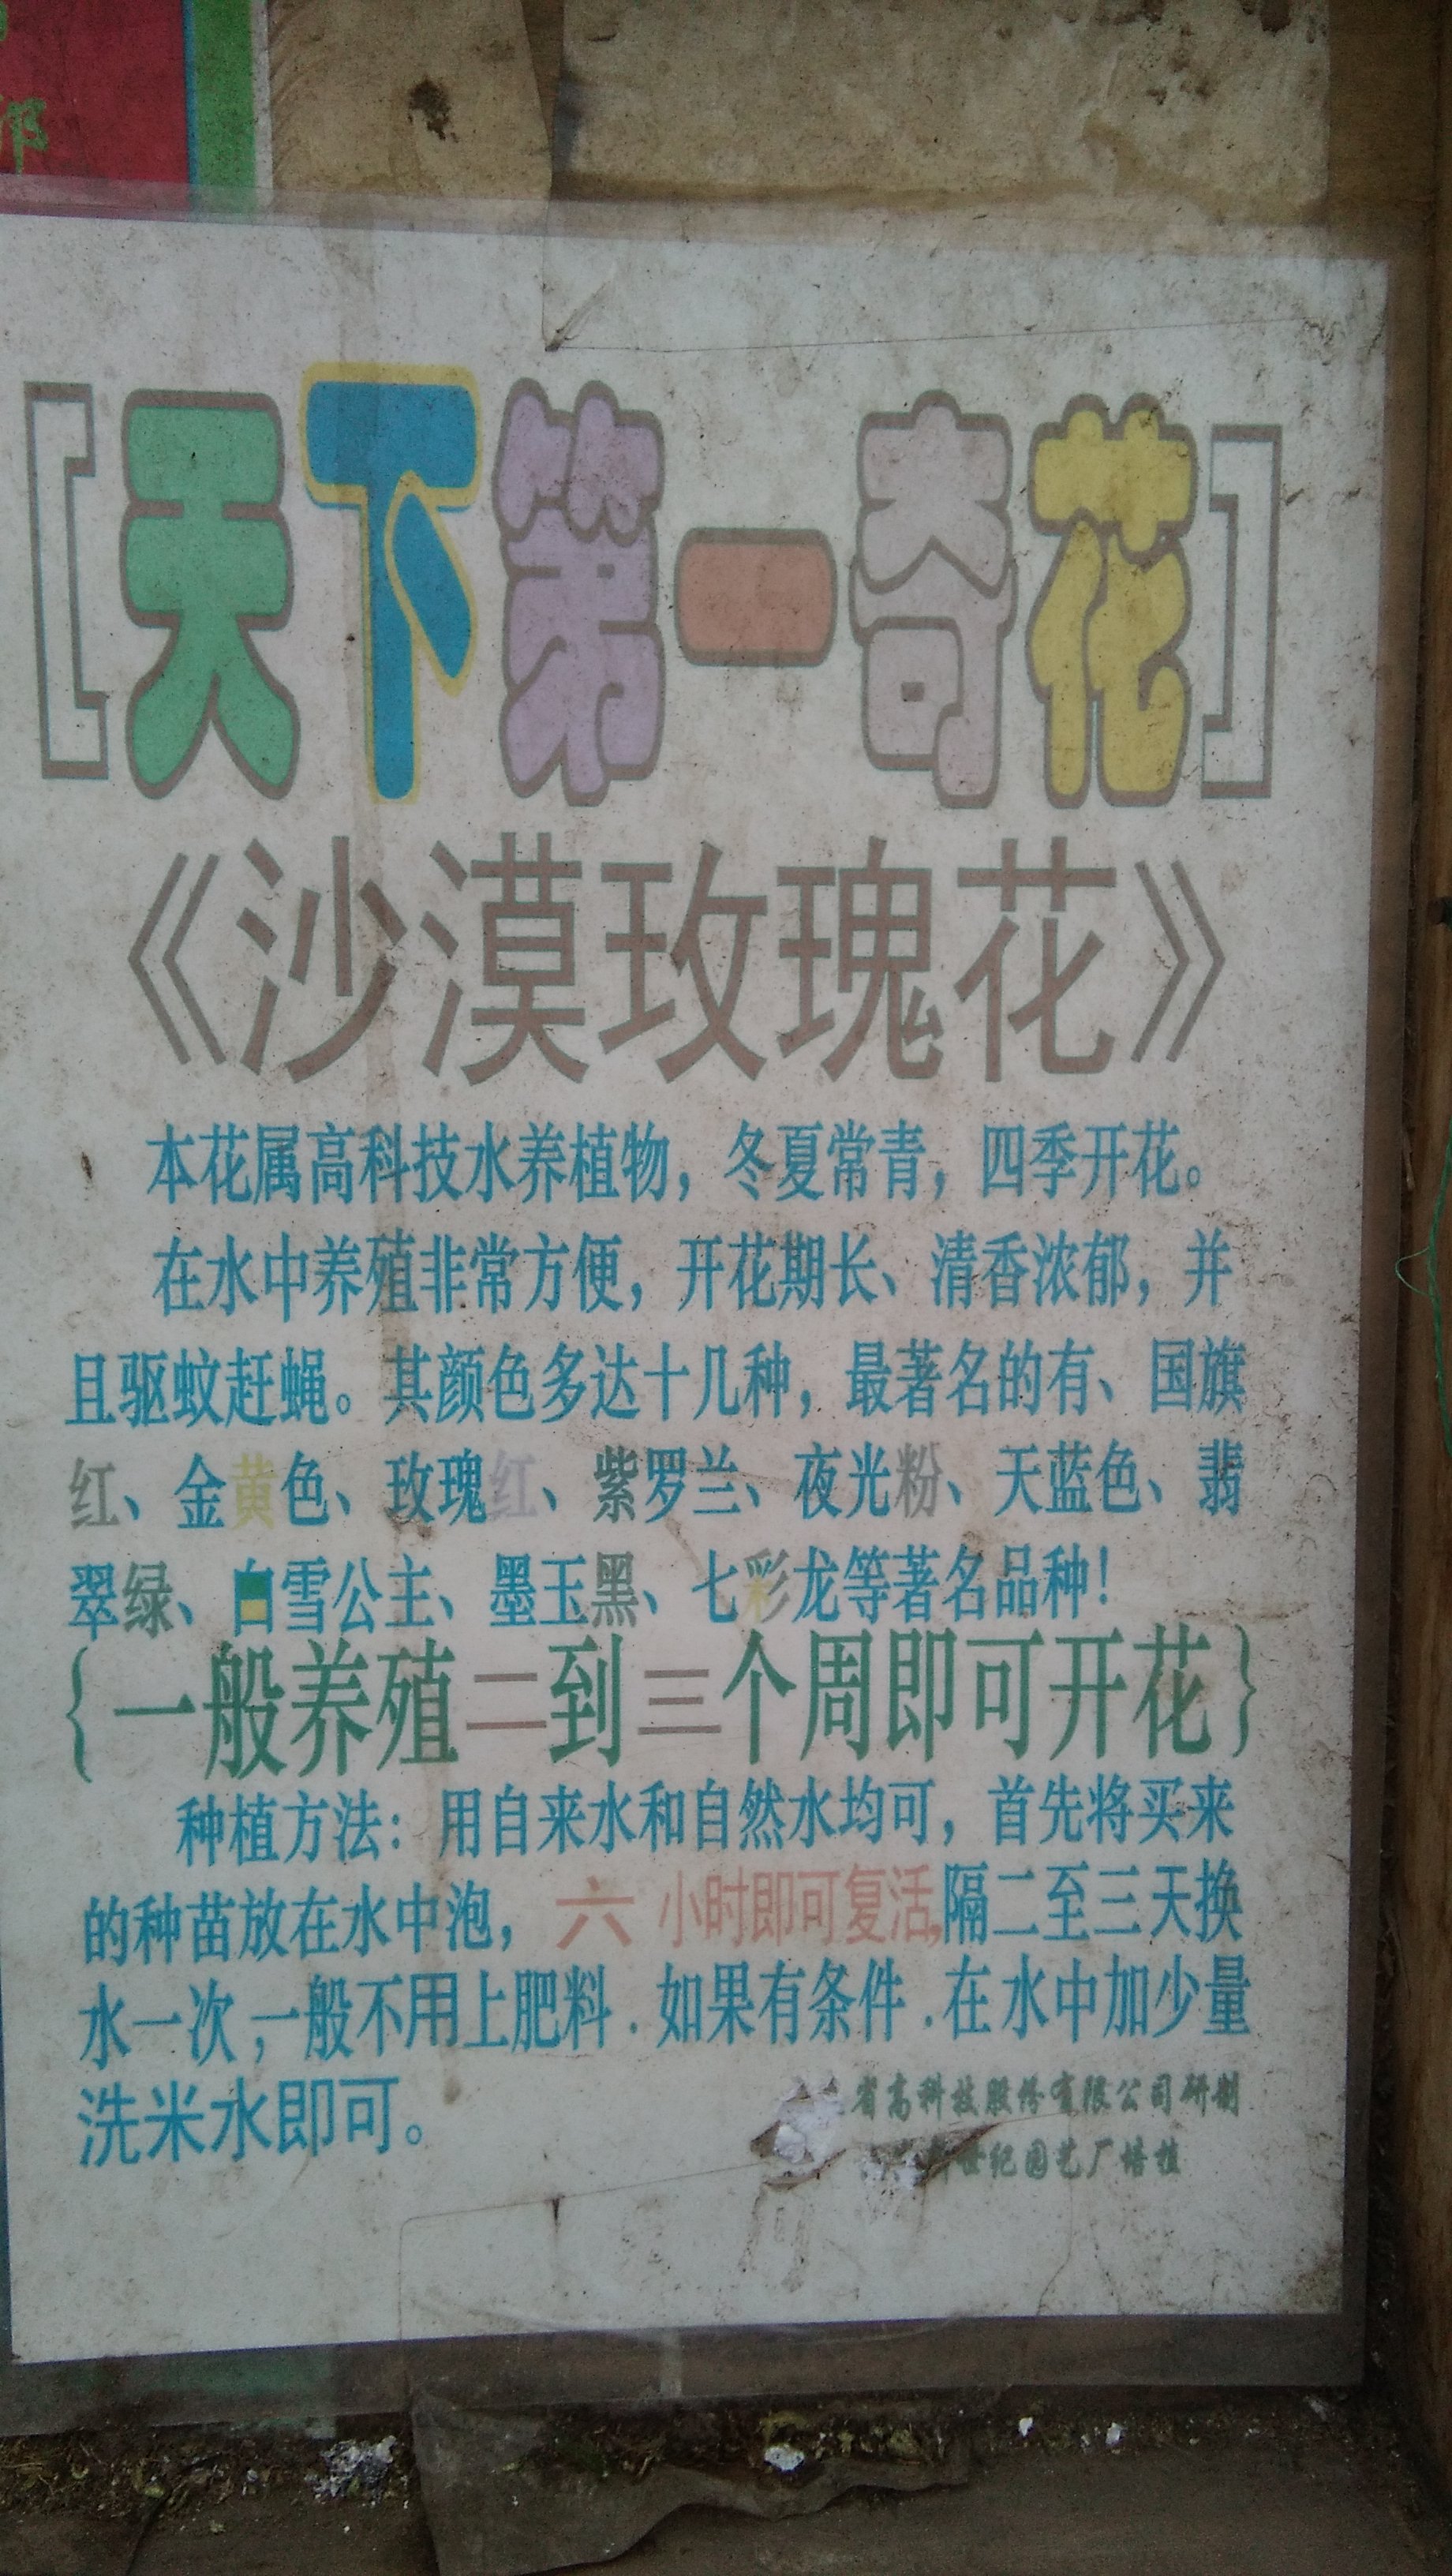 [天下第一奇花]
《沙漠玫瑰花》
本花属高科技水养植物，冬夏常青，四季开花。
在水中养殖非常方便，开花期长、清香浓郁，并
且驱蚊赶蝇。其颜色多达十几种，最著名的有、国旗
红、金黄色、玫瑰红、紫罗兰、夜光粉、天蓝色、翡
翠绿、白雪公主、墨玉黑、七彩龙等著名品种！
{一般养殖二到三个周即可开花}
种植方法：用自来水和自然水均可，首先将买来
的种苗放在水中泡，六 小时即可复活,隔二至三天换
水一次,一般不用上肥料.如果有条件.在水中加少量
洗米水即可。
省高科技股份有限公司研制
世纪园艺厂培植